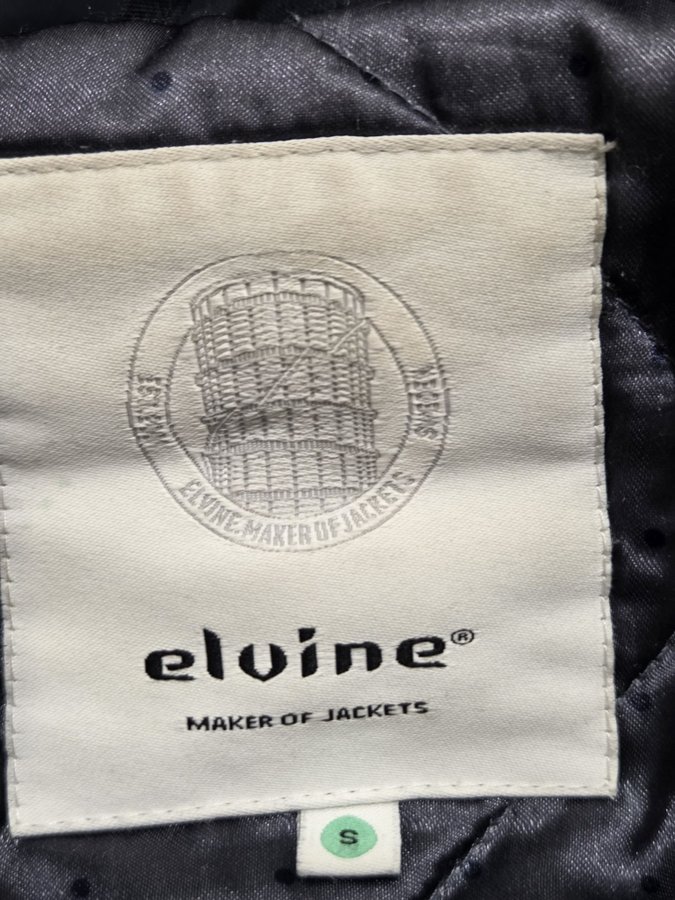 ELVINE. MAKER OF JACKETS
elvine®
MAKER OF JACKETS
S